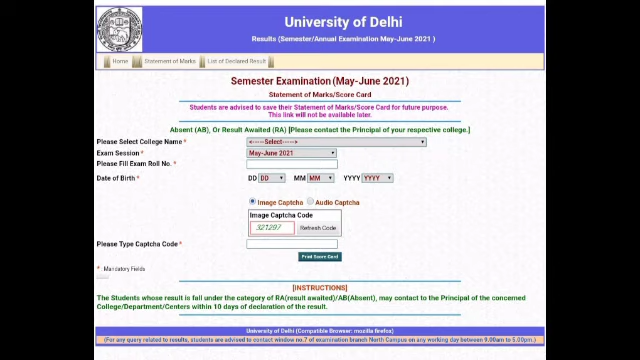 University of Delhi
Results (Semester/Annual Examination May-June 2021 )
Home
Statement of Marks
List of Declared Result
Semester Examination (May-June 2021)
Statement of Marks/Score Card
Students are advised to save their Statement of Marks/Score Card for future purpose.
This link will not be available later.
Absent (AB), Or Result Awaited (RA) [Please contact the Principal of your respective college.]
Please Select College Name * <-----Select----->
Exam Session * May-June 2021
Please Fill Exam Roll No. *
Date of Birth * DD DD MM MM YYYY YYYY
Image Captcha Audio Captcha
Image Captcha Code
321297 Refresh Code
Please Type Captcha Code *
Print Score Card
* . Mandatory Fields
[INSTRUCTIONS]
The Students whose result is fall under the category of RA(result awaited)/AB(Absent), may contact to the Principal of the concerned
College/Department/Centers within 10 days of declaration of the result.
University of Delhi (Compatible Browser: mozilla firefox)
(For any query related to results, students are advised to contact window no.7 of examination branch North Campus on any working day between 9.00am to 5.00pm.)